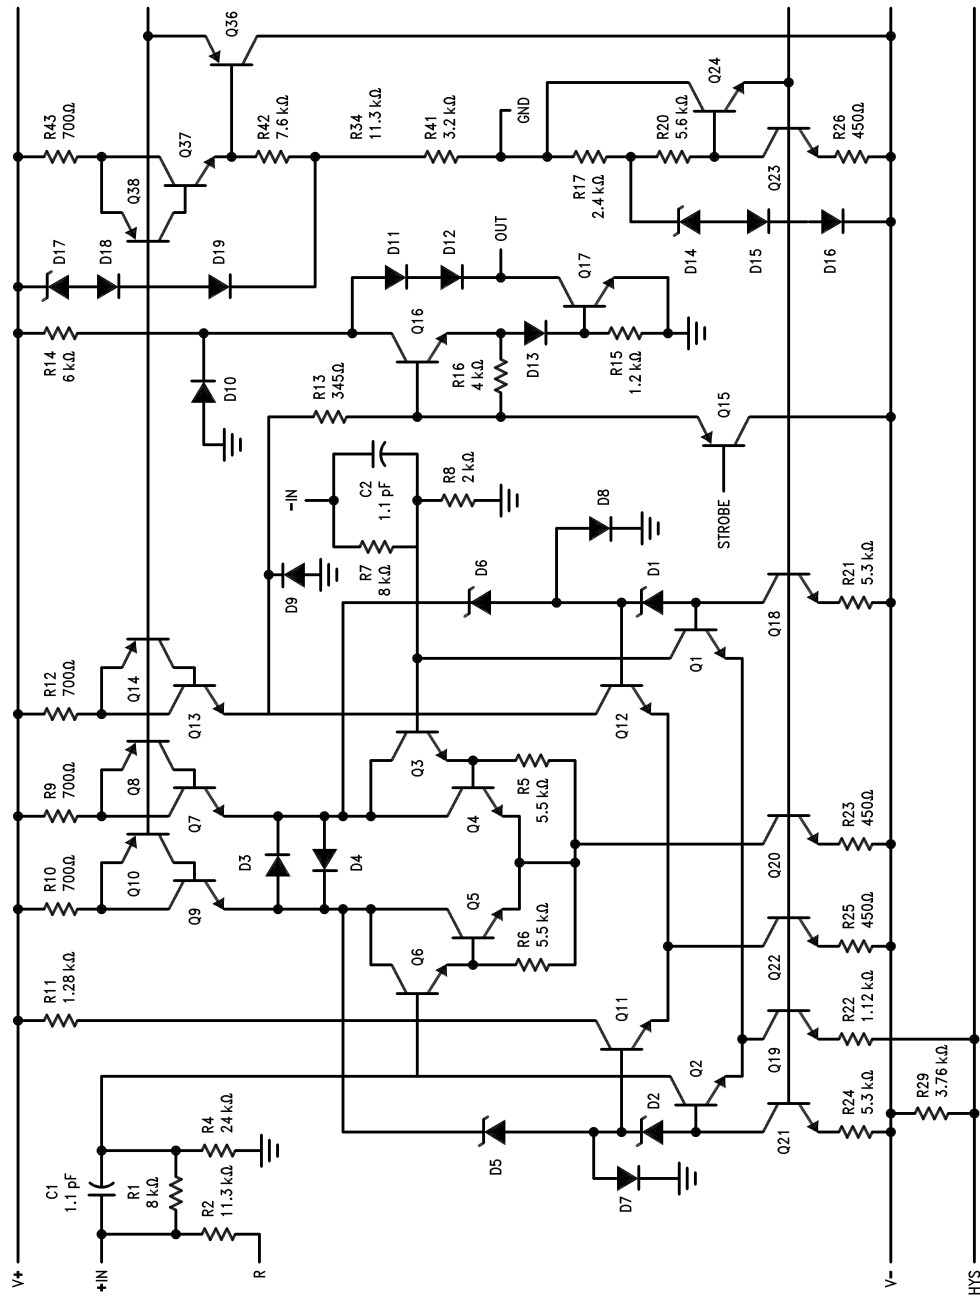 V+
R11
1.28 kΩ
R10
700Ω
R9
700Ω
R12
700Ω
R14
6 kΩ
D17
R43
700Ω
C1
1.1 pF
+IN
D18
Q10
Q8
Q14
Q38
R1
8 kΩ
Q9
Q7
Q13
Q37
R2
11.3 kΩ
R4
24 kΩ
D10
D19
Q36
R
D3
D9
R42
7.6 kΩ
−IN
R13
345Ω
D4
R7
8 kΩ
C2
1.1 pF
R34
11.3 kΩ
D11
Q6
Q3
Q16
R8
2 kΩ
R16
4 kΩ
D12
R41
3.2 kΩ
Q5
Q4
D5
D6
OUT
GND
R6
5.5 kΩ
R5
5.5 kΩ
D13
Q17
R17
2.4 kΩ
D8
Q11
Q12
D7
R15
1.2 kΩ
D2
D1
R20
5.6 kΩ
D14
Q2
Q1
STROBE
Q15
Q24
D15
Q21
Q19
Q22
Q20
Q18
Q23
D16
R24
5.3 kΩ
R22
1.12 kΩ
R25
450Ω
R23
450Ω
R21
5.3 kΩ
R26
450Ω
V−
R29
3.76 kΩ
HYS